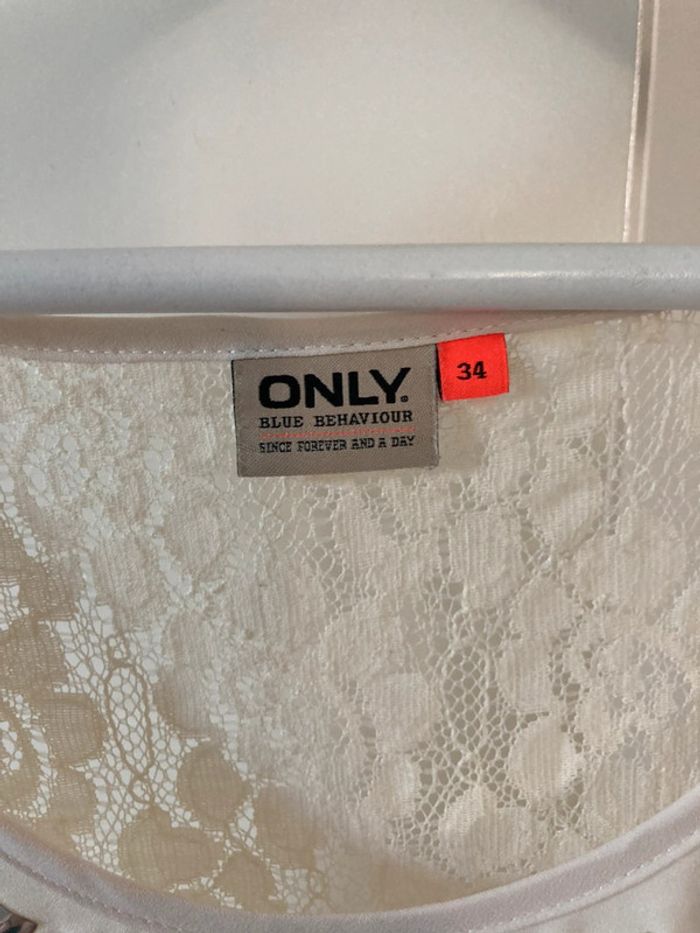 ONLY.
BLUE BEHAVIOUR
SINCE FOREVER AND A DAY
34